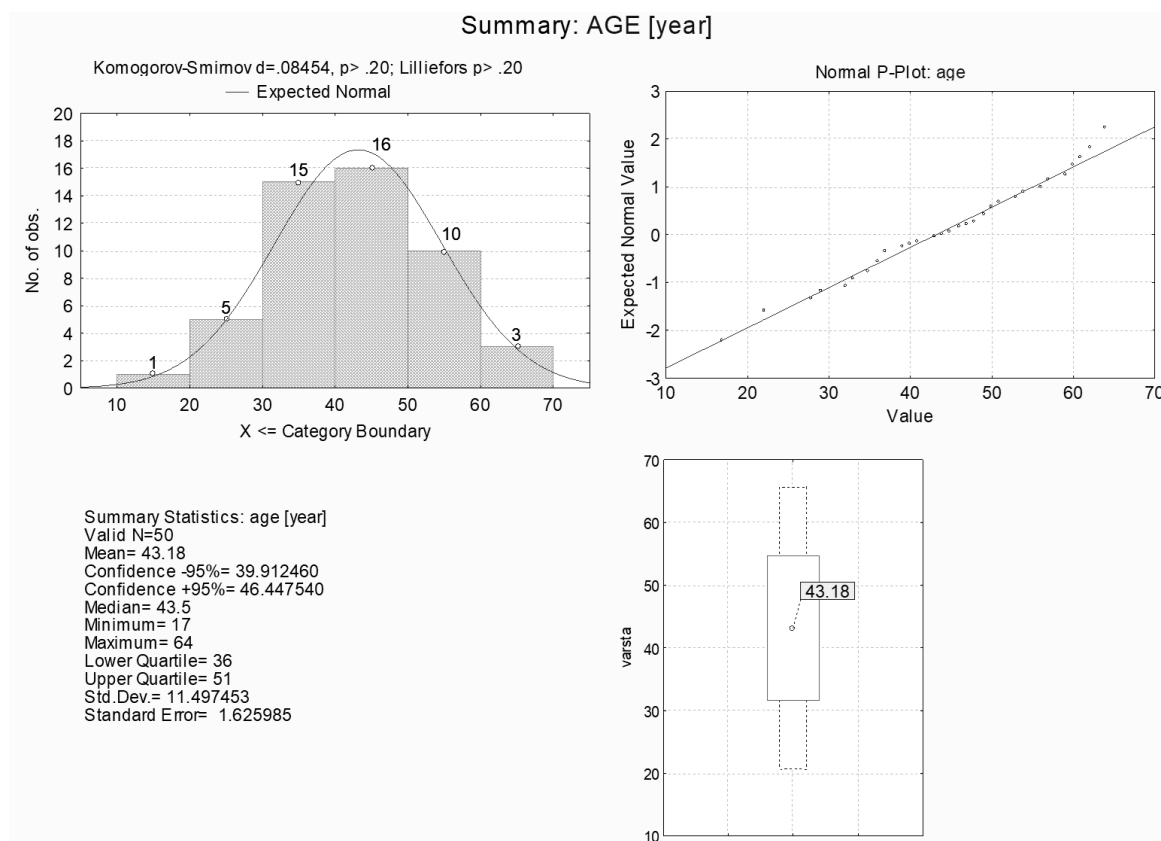 Summary: AGE [year]
Komogorov-Smirnov d=.08454, p> .20; Lilliefors p> .20
Expected Normal
20
18
16
14
12
10
8
6
4
2
0
No. of obs.
1
5
15
16
10
3
10 20 30 40 50 60 70
X <= Category Boundary
Normal P-Plot: age
3
2
1
0
-1
-2
-3
Expected Normal Value
10 20 30 40 50 60 70
Value
Summary Statistics: age [year]
Valid N=50
Mean= 43.18
Confidence -95%= 39.912460
Confidence +95%= 46.447540
Median= 43.5
Minimum= 17
Maximum= 64
Lower Quartile= 36
Upper Quartile= 51
Std.Dev.= 11.497453
Standard Error= 1.625985
70
60
50
40
30
20
10
varsta
43.18